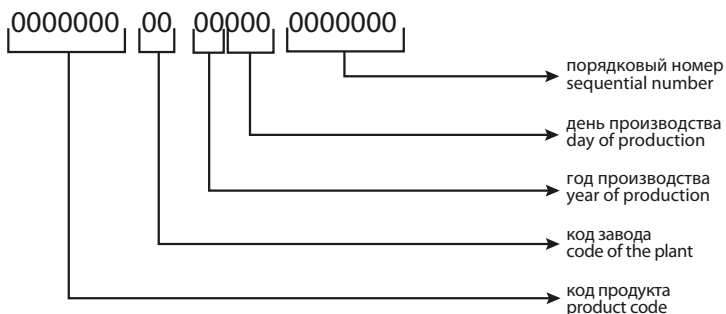 0000000 00 00000 0000000
порядковый номер
sequential number
день производства
day of production
год производства
year of production
код завода
code of the plant
код продукта
product code